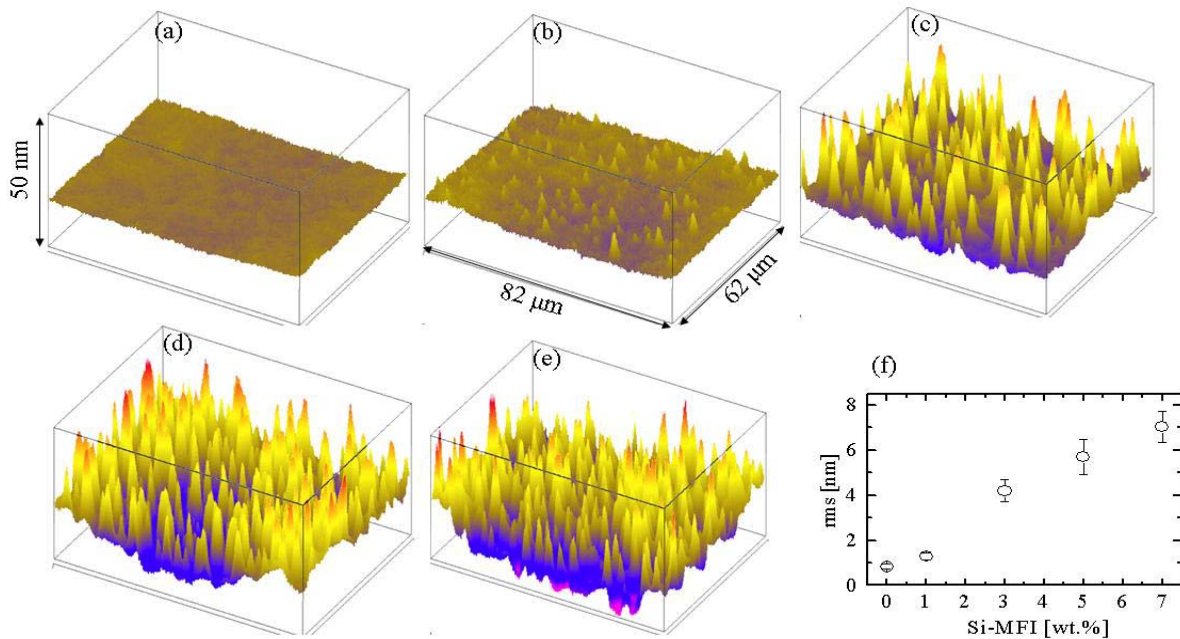 (a)
(b)
(c)
50 nm
82 μm
62 μm
(d)
(e)
(f)
8
6
4
2
0
rms [nm]
0 1 2 3 4 5 6 7
Si-MFI [wt.%]